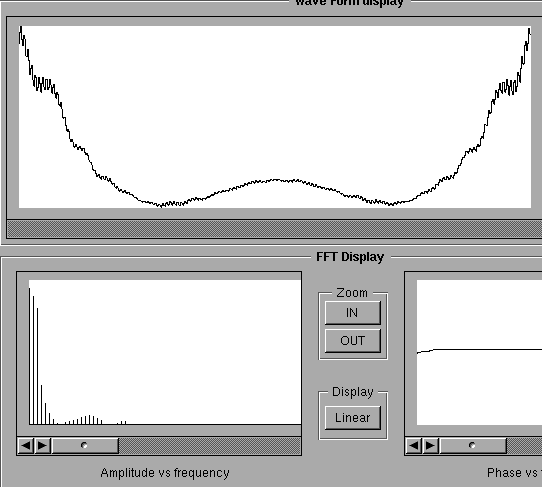 wave Form display
FFT Display
Zoom
IN
OUT
Display
Linear
Amplitude vs frequency
Phase vs